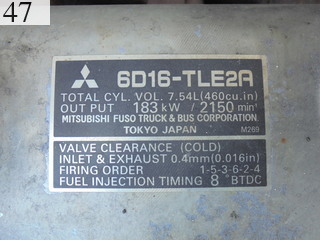 47
6D16-TLE2A
TOTAL CYL. VOL. 7.54L(460cu.in)
OUT PUT 183 kW / 2150 min⁻¹
MITSUBISHI FUSO TRUCK & BUS CORPORATION.
TOKYO JAPAN M269
VALVE CLEARANCE (COLD)
INLET & EXHAUST 0.4mm(0.016in)
FIRING ORDER 1-5-3-6-2-4
FUEL INJECTION TIMING 8 °BTDC